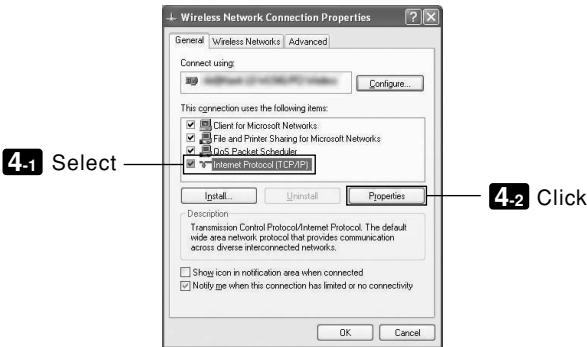 Wireless Network Connection Properties
General Wireless Networks Advanced
Connect using:
Configure...
This connection uses the following items:
Client for Microsoft Networks
File and Printer Sharing for Microsoft Networks
QoS Packet Scheduler
4-1 Select
Internet Protocol (TCP/IP)
Install... Uninstall Properties
4-2 Click
Description
Transmission Control Protocol/Internet Protocol. The default
wide area network protocol that provides communication
across diverse interconnected networks.
Show icon in notification area when connected
Notify me when this connection has limited or no connectivity
OK Cancel